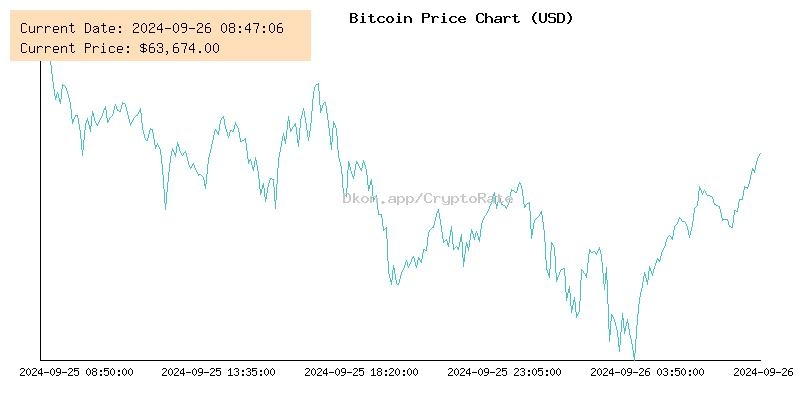 Bitcoin Price Chart (USD)
Current Date: 2024-09-26 08:47:06
Current Price: $63,674.00
Dkon.app/CryptoRate
2024-09-25 08:50:00 2024-09-25 13:35:00 2024-09-25 18:20:00 2024-09-25 23:05:00 2024-09-26 03:50:00 2024-09-26